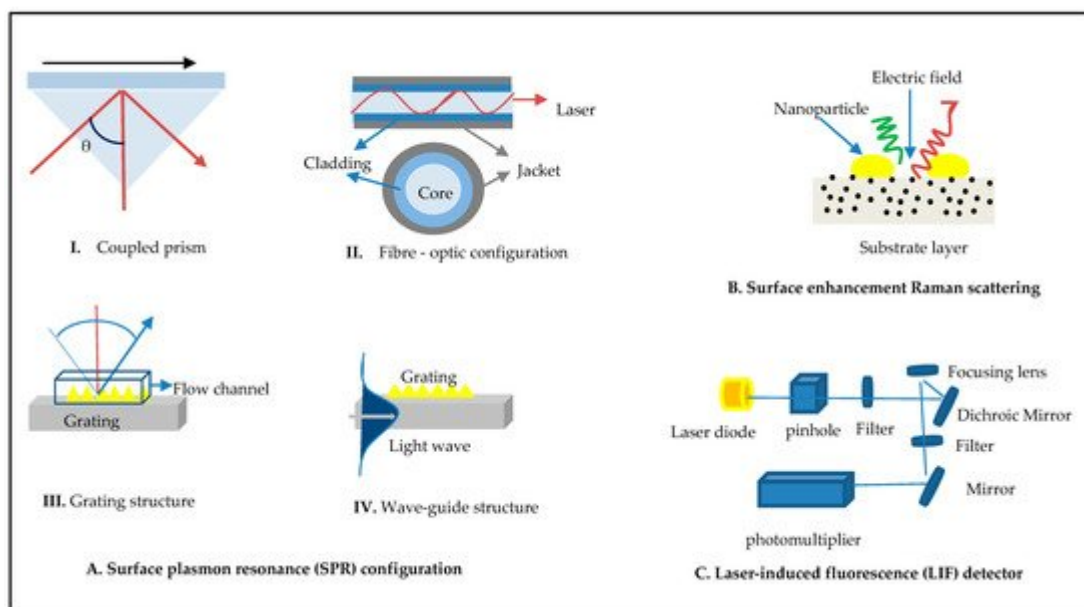 θ
I. Coupled prism
Laser
Cladding
Core
Jacket
II. Fibre - optic configuration
Electric field
Nanoparticle
Substrate layer
B. Surface enhancement Raman scattering
Flow channel
Grating
III. Grating structure
Grating
Light wave
IV. Wave-guide structure
A. Surface plasmon resonance (SPR) configuration
Focusing lens
Laser diode
pinhole
Filter
Dichroic Mirror
Filter
Mirror
photomultiplier
C. Laser-induced fluorescence (LIF) detector